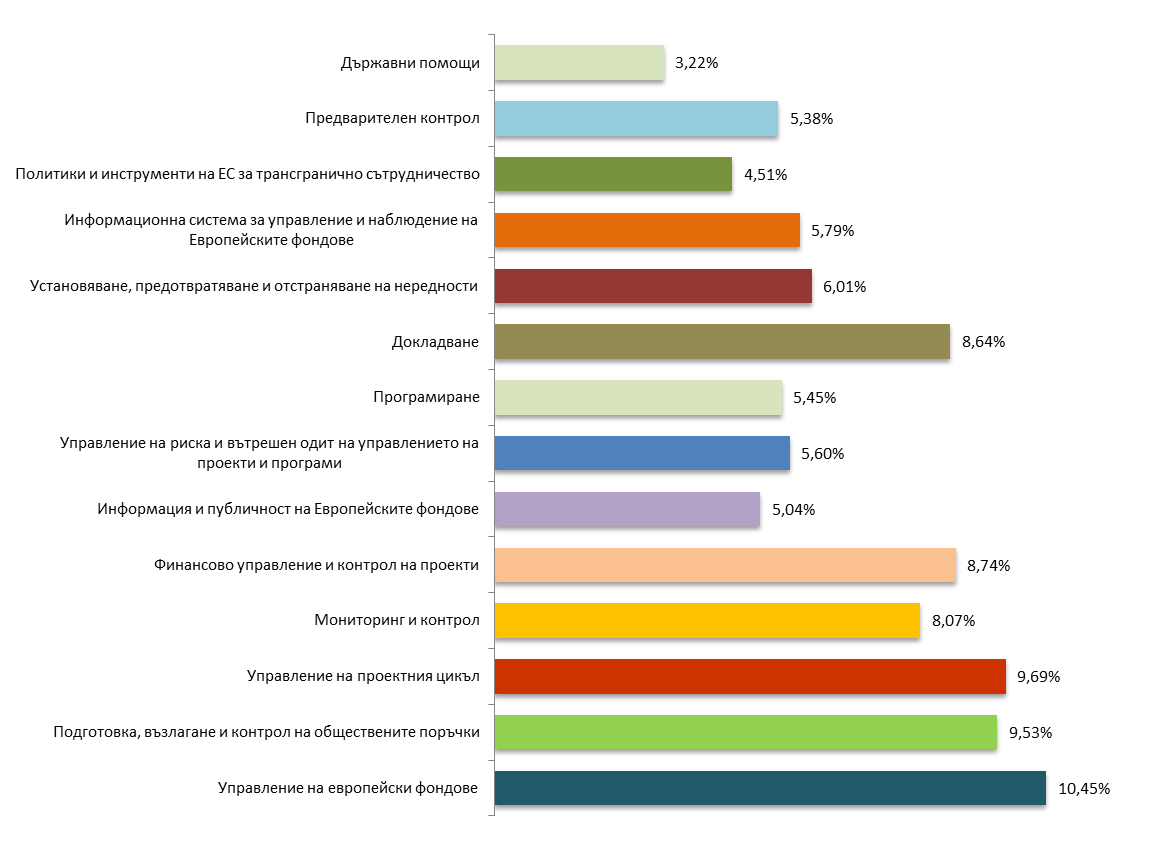 Държавни помощи
3,22%
Предварителен контрол
5,38%
Политики и инструменти на ЕС за трансгранично сътрудничество
4,51%
Информационна система за управление и наблюдение на
Европейските фондове
5,79%
Установяване, предотвратяване и отстраняване на нередности
6,01%
Докладване
8,64%
Програмиране
5,45%
Управление на риска и вътрешен одит на управлението на
проекти и програми
5,60%
Информация и публичност на Европейските фондове
5,04%
Финансово управление и контрол на проекти
8,74%
Мониторинг и контрол
8,07%
Управление на проектния цикъл
9,69%
Подготовка, възлагане и контрол на обществените поръчки
9,53%
Управление на европейски фондове
10,45%